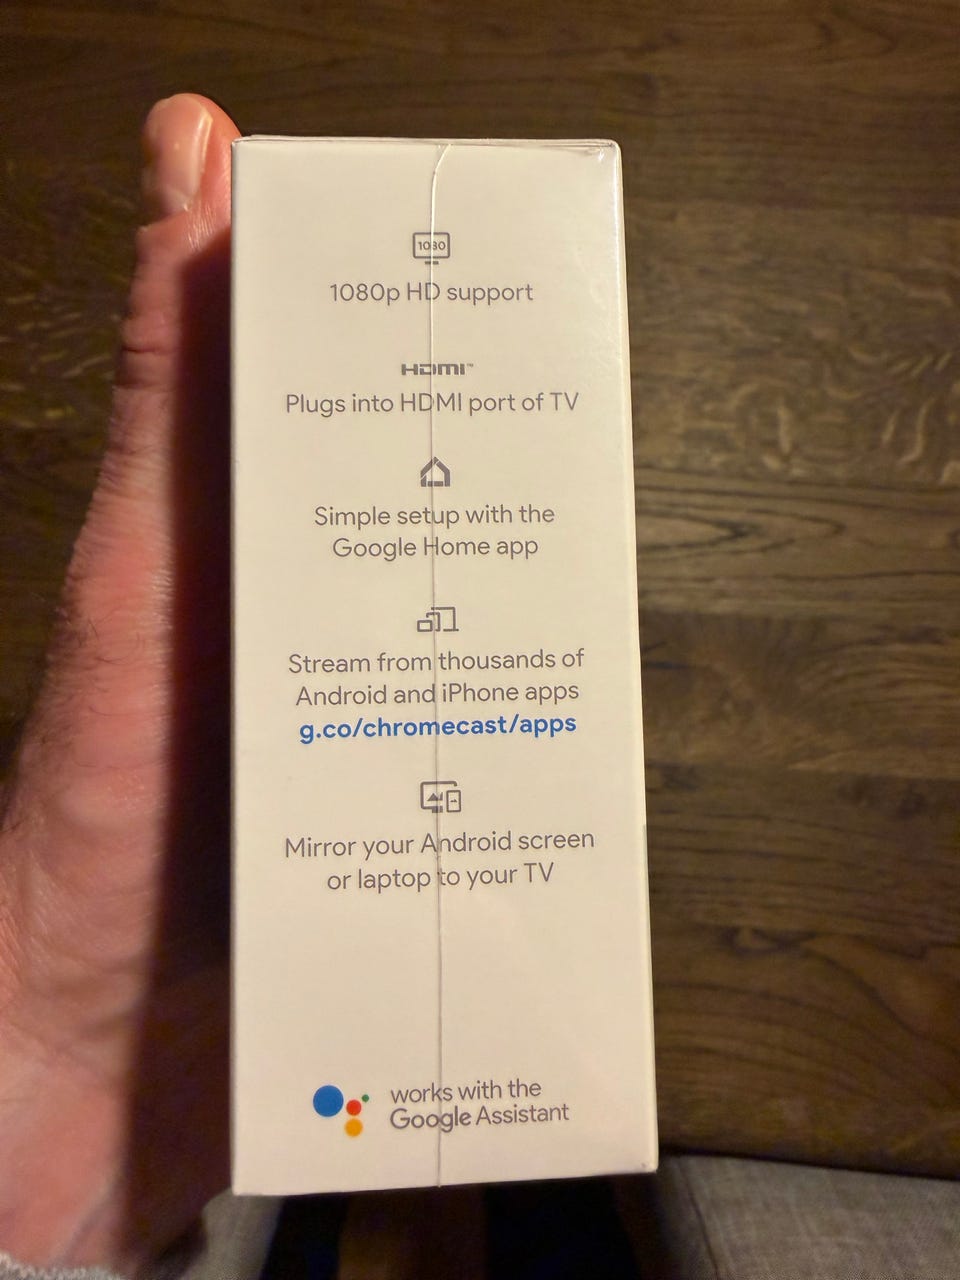 1080
1080p HD support
HDMI™
Plugs into HDMI port of TV
Simple setup with the
Google Home app
Stream from thousands of
Android and iPhone apps
g.co/chromecast/apps
Mirror your Android screen
or laptop to your TV
works with the
Google Assistant